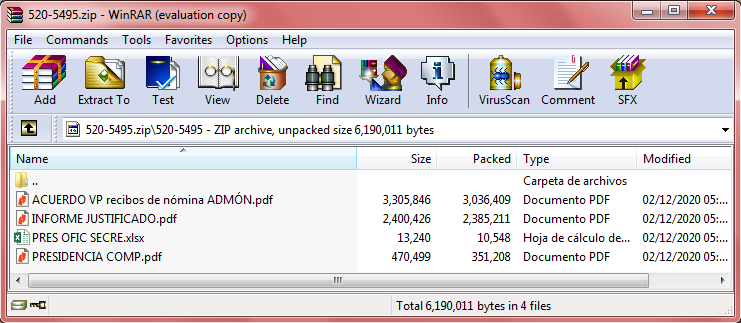 520-5495.zip - WinRAR (evaluation copy)
File Commands Tools Favorites Options Help
Add Extract To Test View Delete Find Wizard Info VirusScan Comment SFX
520-5495.zip\520-5495 - ZIP archive, unpacked size 6,190,011 bytes
Name Size Packed Type Modified
.. Carpeta de archivos
ACUERDO VP recibos de nómina ADMÓN.pdf 3,305,846 3,036,409 Documento PDF 02/12/2020 05:...
INFORME JUSTIFICADO.pdf 2,400,426 2,385,211 Documento PDF 02/12/2020 05:...
PRES OFIC SECRE.xlsx 13,240 10,548 Hoja de cálculo de... 02/12/2020 05:...
PRESIDENCIA COMP.pdf 470,499 351,208 Documento PDF 02/12/2020 05:...
Total 6,190,011 bytes in 4 files